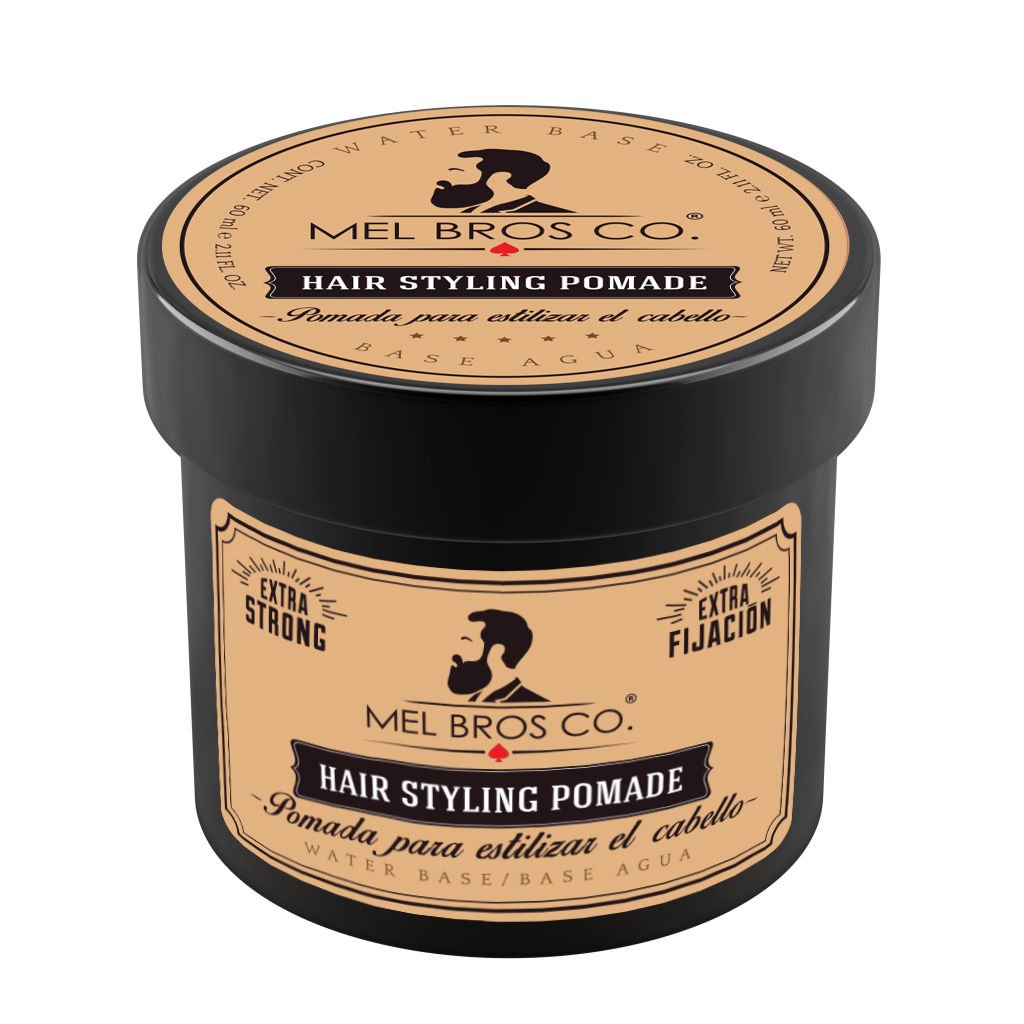 WATER BASE
CONT. NET. 60 ml e 2.11 FL. OZ.
NET WT. 60 ml e 2.11 FL. OZ.
MEL BROS CO.®
HAIR STYLING POMADE
-Pomada para estilizar el cabello-
BASE AGUA
EXTRA
STRONG
EXTRA
FIJACIÓN
MEL BROS CO.®
HAIR STYLING POMADE
-Pomada para estilizar el cabello-
WATER BASE/BASE AGUA